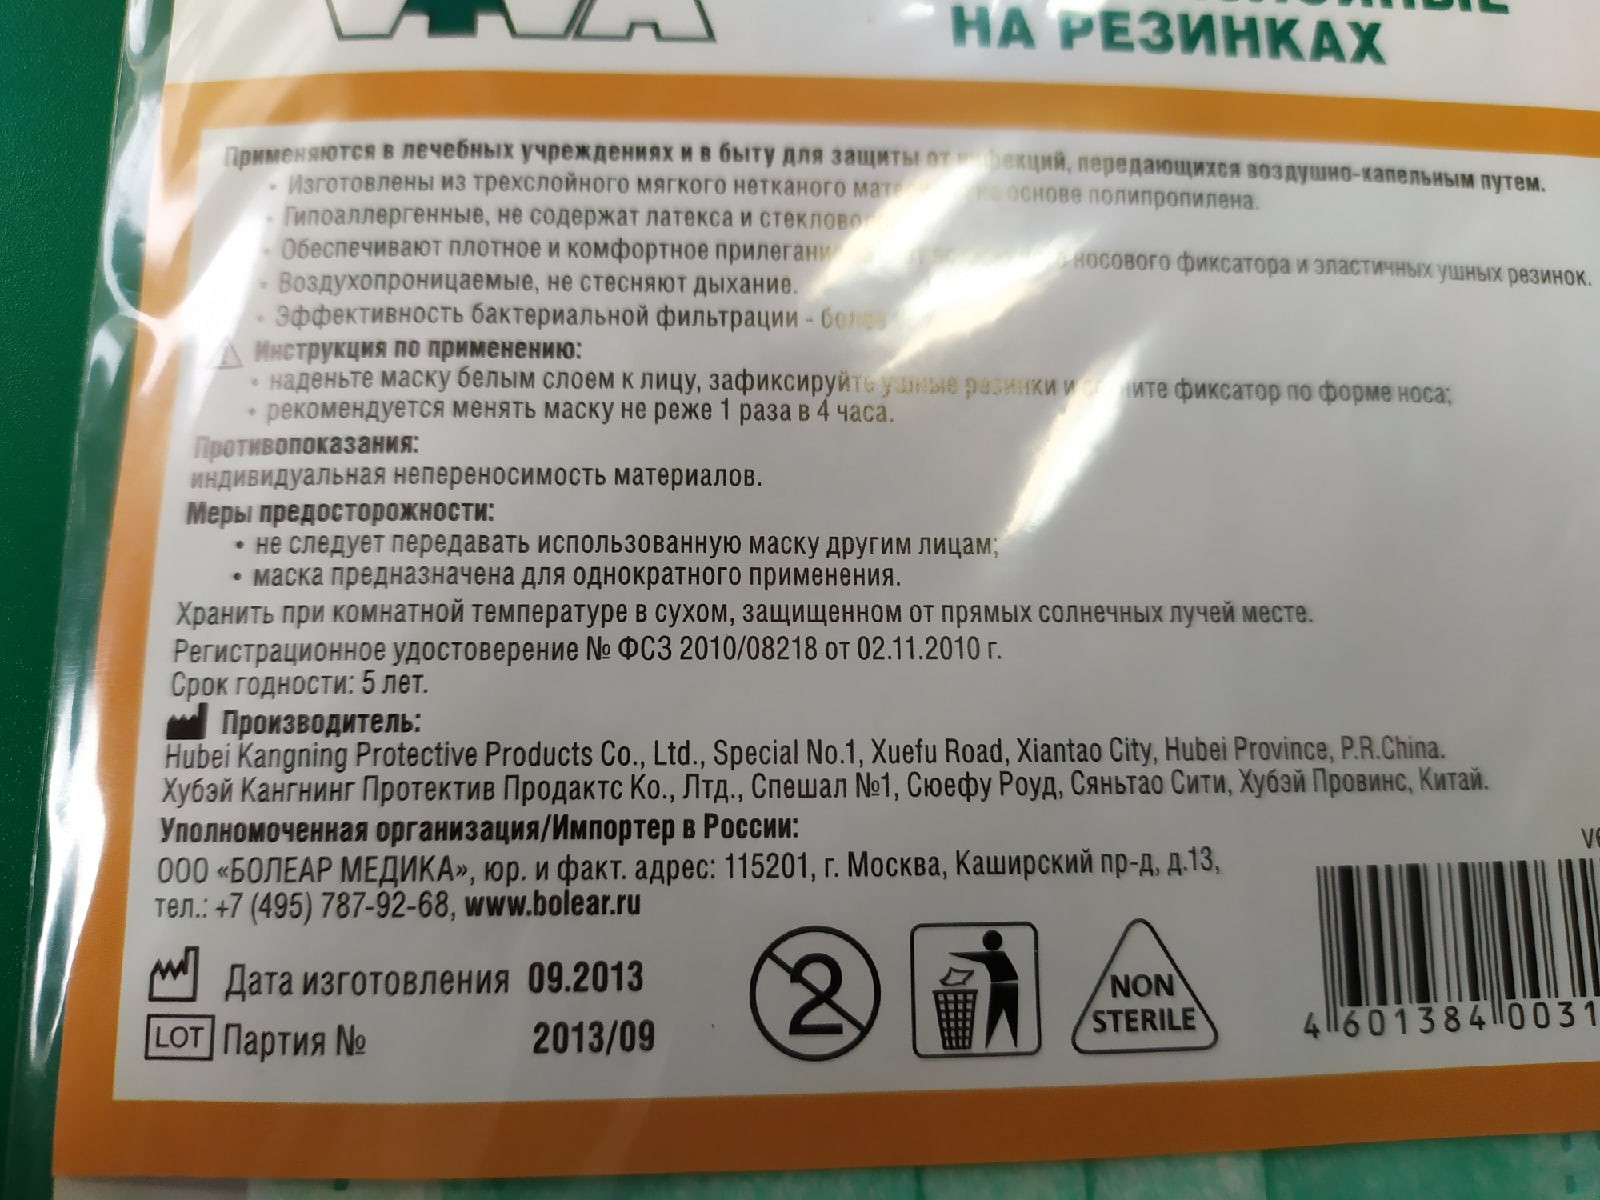 НА РЕЗИНКАХ
Применяются в лечебных учреждениях и в быту для защиты от инфекций, передающихся воздушно-капельным путем.
• Изготовлены из трехслойного мягкого нетканого на основе полипропилена.
• Гипоаллергенные, не содержат латекса и
• Обеспечивают плотное и комфортное носового фиксатора и эластичных ушных резинок.
• Воздухопроницаемые, не стесняют дыхание.
• Эффективность бактериальной фильтрации - более
Инструкция по применению:
• наденьте маску белым слоем к лицу, зафиксируйте ушные резинки и фиксатор по форме носа;
• рекомендуется менять маску не реже 1 раза в 4 часа.
Противопоказания:
индивидуальная непереносимость материалов.
Меры предосторожности:
• не следует передавать использованную маску другим лицам;
• маска предназначена для однократного применения.
Хранить при комнатной температуре в сухом, защищенном от прямых солнечных лучей месте.
Регистрационное удостоверение № ФСЗ 2010/08218 от 02.11.2010 г.
Срок годности: 5 лет.
Производитель:
Hubei Kangning Protective Products Co., Ltd., Special No.1, Xuefu Road, Xiantao City, Hubei Province, P.R.China.
Хубэй Кангнинг Протектив Продактс Ко., Лтд., Спешал №1, Сюефу Роуд, Сяньтао Сити, Хубэй Провинс, Китай.
Уполномоченная организация/Импортер в России:
ООО «БОЛЕАР МЕДИКА», юр. и факт. адрес: 115201, г. Москва, Каширский пр-д, д.13,
тел.: +7 (495) 787-92-68, www.bolear.ru
Дата изготовления 09.2013
LOT Партия № 2013/09
2
NON
STERILE
4 601384 0031